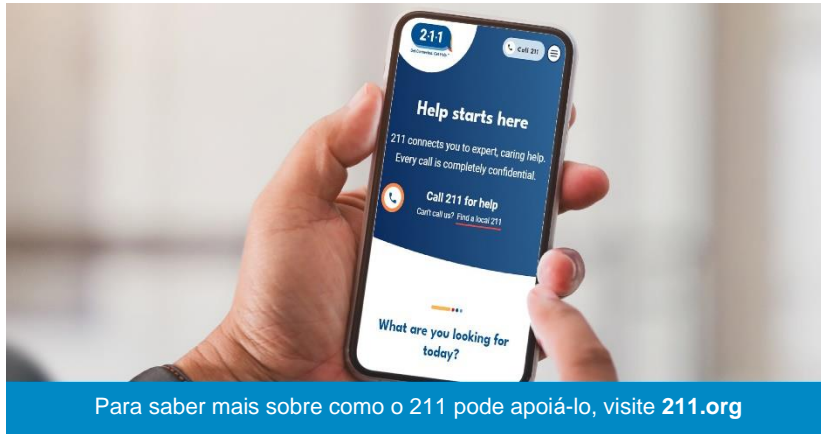 2·1·1
Call 211
Help starts here
211 connects you to expert, caring help.
Every call is completely confidential.
Call 211 for help
Can't call us? Find a local 211
What are you looking for
today?
Para saber mais sobre como o 211 pode apoiá-lo, visite 211.org